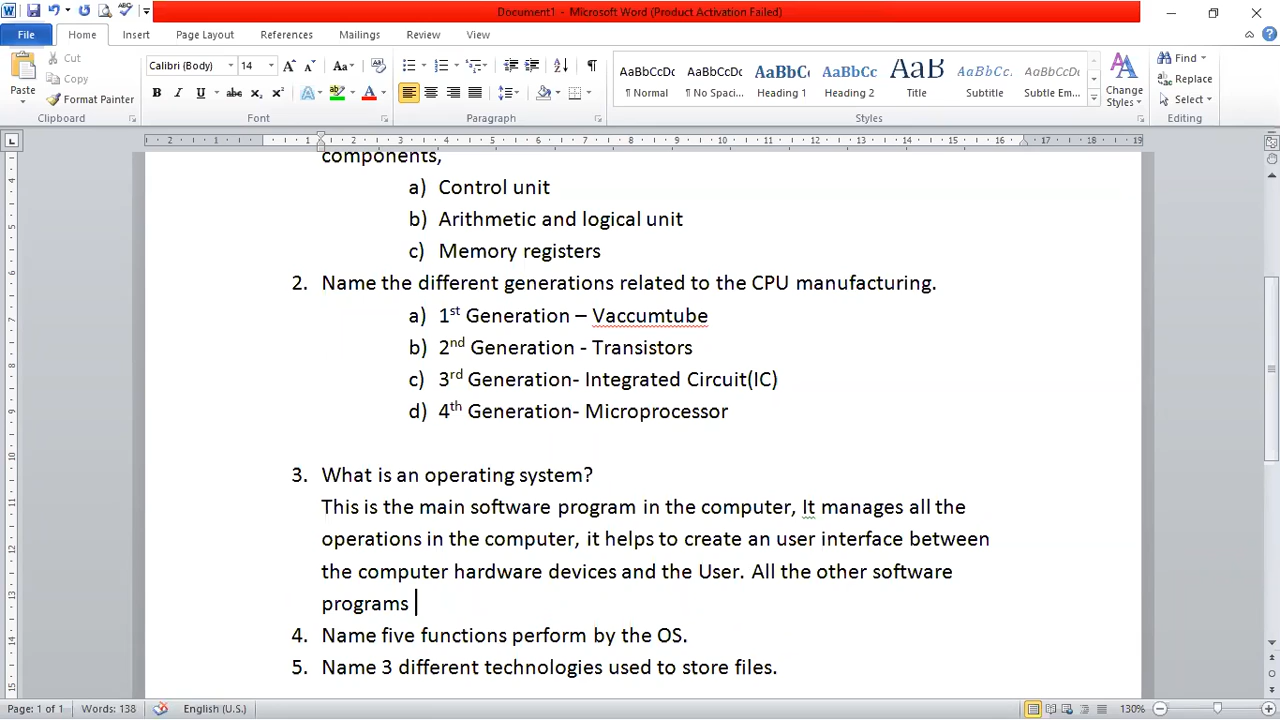 Document1 - Microsoft Word (Product Activation Failed)
File Home Insert Page Layout References Mailings Review View
Cut
Copy
Paste
Format Painter
Clipboard
Calibri (Body) 14
Font
Paragraph
AaBbCcDc AaBbCcDc AaBbC AaBbCc AaB AaBbCcD AaBbCcD
¶ Normal ¶ No Spaci... Heading 1 Heading 2 Title Subtitle Subtle Em...
Change
Styles
Styles
Find
Replace
Select
Editing
components,
a) Control unit
b) Arithmetic and logical unit
c) Memory registers
2. Name the different generations related to the CPU manufacturing.
a) 1st Generation – Vaccumtube
b) 2nd Generation - Transistors
c) 3rd Generation- Integrated Circuit(IC)
d) 4th Generation- Microprocessor
3. What is an operating system?
This is the main software program in the computer, It manages all the
operations in the computer, it helps to create an user interface between
the computer hardware devices and the User. All the other software
programs
4. Name five functions perform by the OS.
5. Name 3 different technologies used to store files.
Page: 1 of 1 Words: 138 English (U.S.) 130%